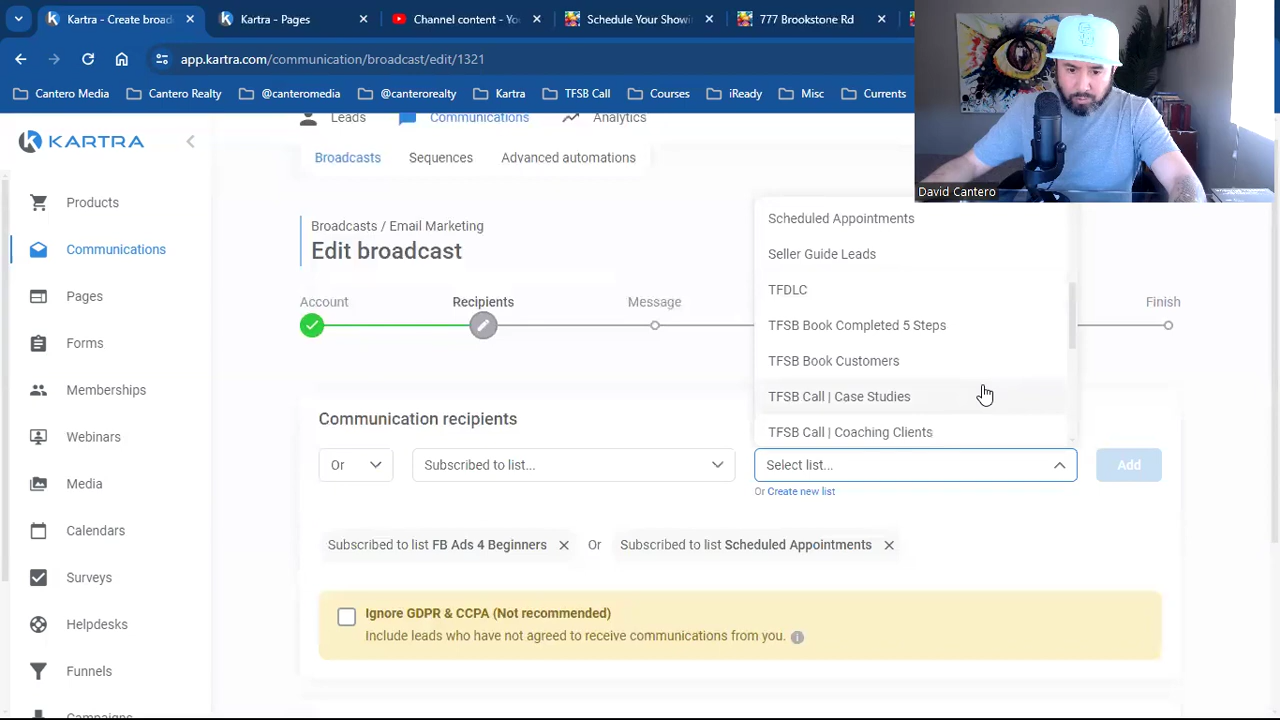 Kartra - Create broad
Kartra - Pages
Channel content - Yo
Schedule Your Showi
777 Brookstone Rd
app.kartra.com/communication/broadcast/edit/1321
Cantero Media
Cantero Realty
@canteromedia
@canterorealty
Kartra
TFSB Call
Courses
iReady
Misc
Currents
David Cantero
KARTRA
Leads
Communications
Analytics
Broadcasts
Sequences
Advanced automations
Products
Communications
Pages
Forms
Memberships
Webinars
Media
Calendars
Surveys
Helpdesks
Funnels
Campaigns
Broadcasts / Email Marketing
Edit broadcast
Account
Recipients
Message
Finish
Scheduled Appointments
Seller Guide Leads
TFDLC
TFSB Book Completed 5 Steps
TFSB Book Customers
TFSB Call | Case Studies
TFSB Call | Coaching Clients
Communication recipients
Or
Subscribed to list...
Select list...
Add
Or Create new list
Subscribed to list FB Ads 4 Beginners
Or
Subscribed to list Scheduled Appointments
Ignore GDPR & CCPA (Not recommended)
Include leads who have not agreed to receive communications from you.